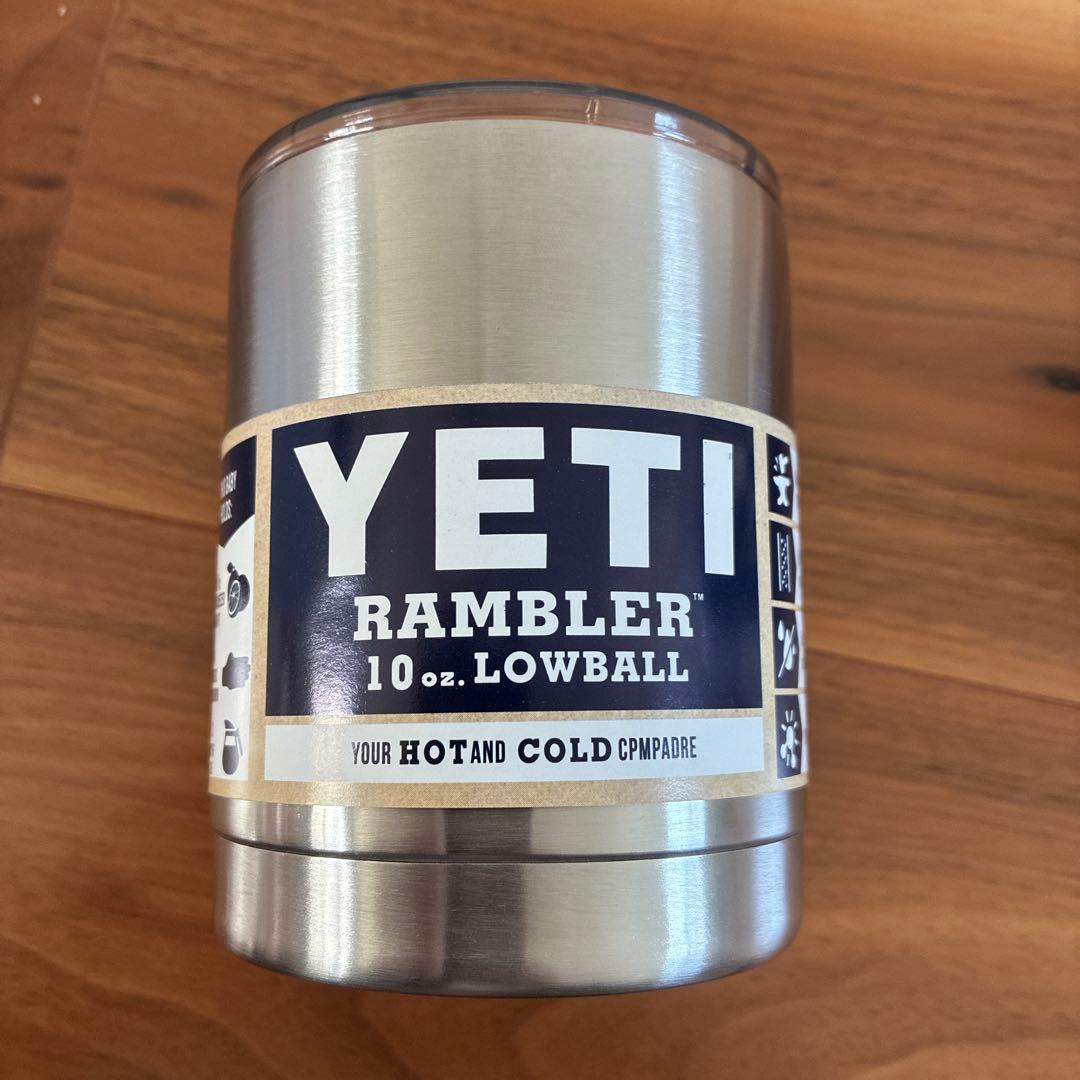 YETI
RAMBLER™
10 oz. LOWBALL
YOUR HOT AND COLD CPMPADRE